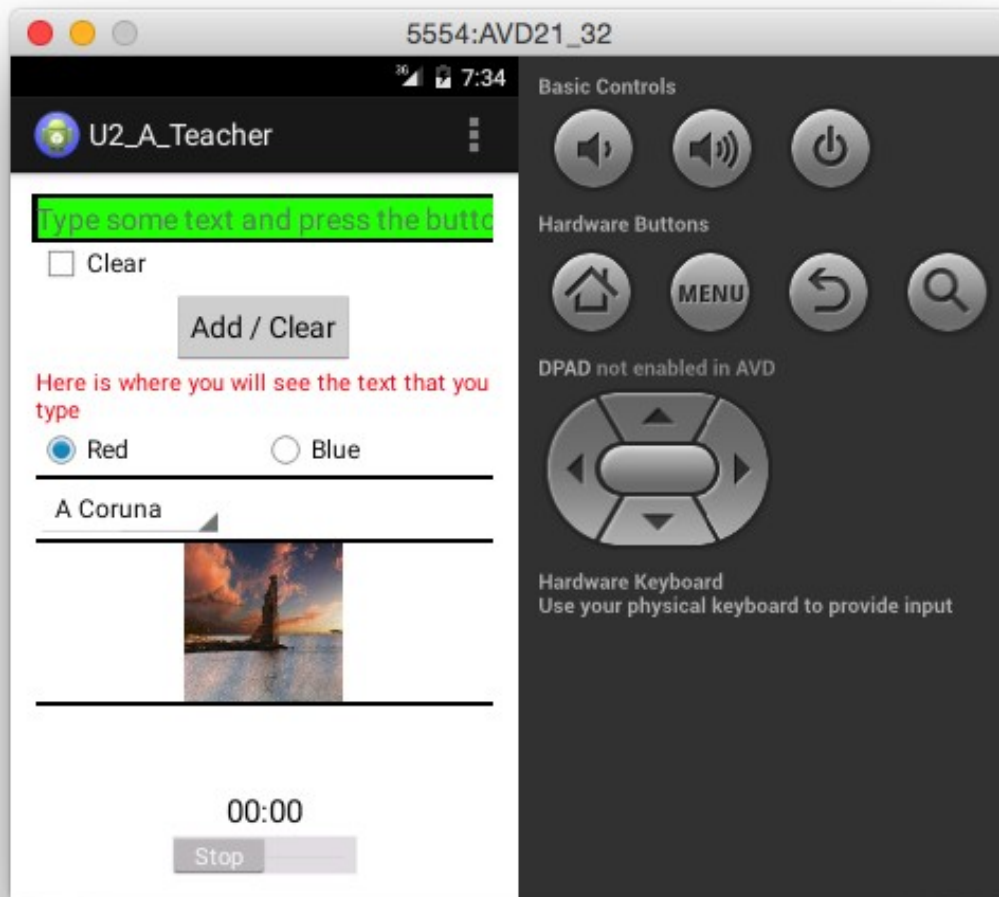 5554:AVD21_32
3G 7:34
U2_A_Teacher
Type some text and press the butto
Clear
Add / Clear
Here is where you will see the text that you
type
Red Blue
A Coruna
00:00
Stop
Basic Controls
Hardware Buttons
MENU
DPAD not enabled in AVD
Hardware Keyboard
Use your physical keyboard to provide input